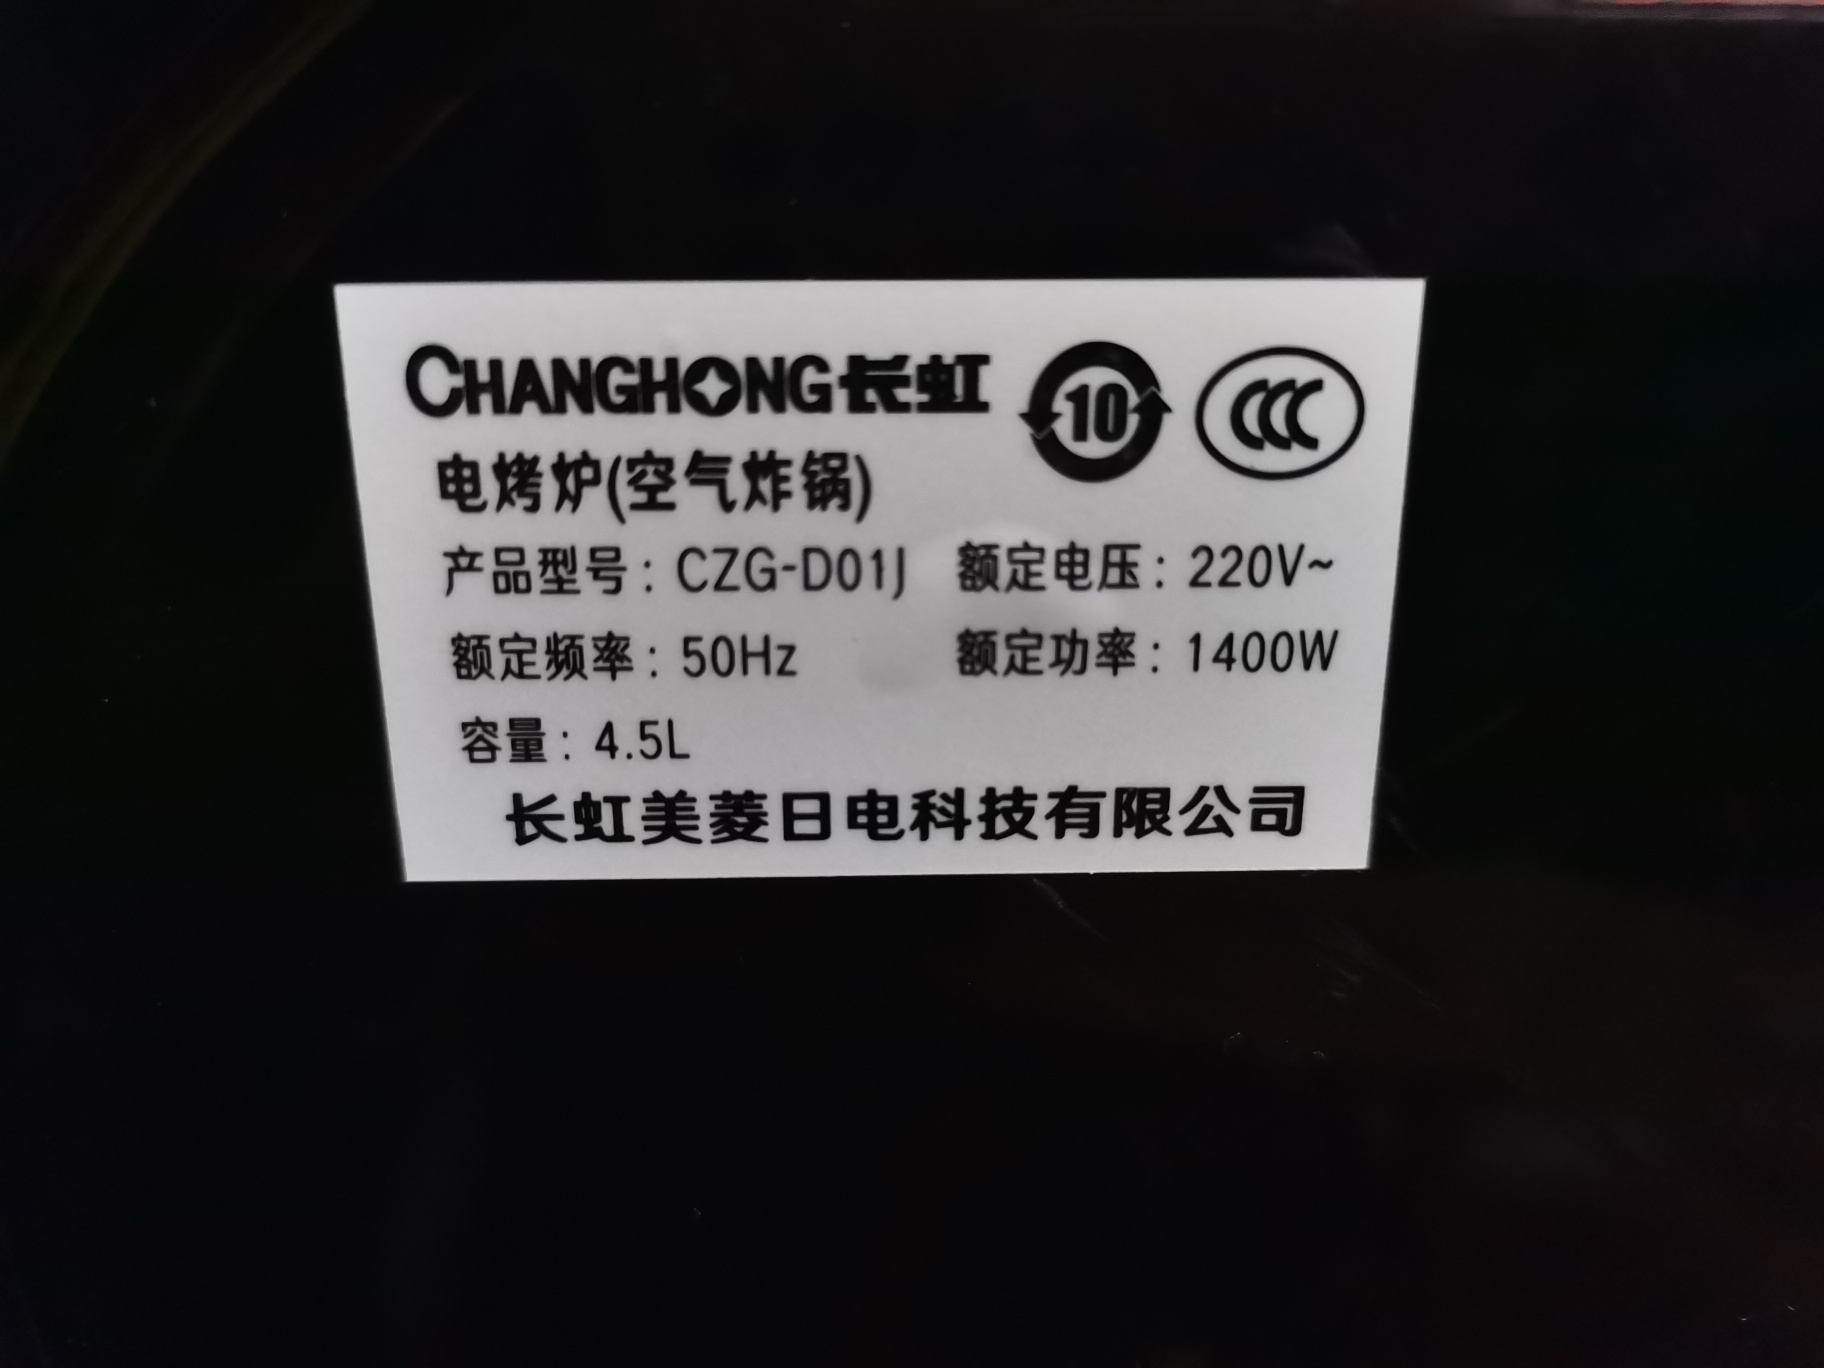 CHANGHONG长虹 10 CCC
电烤炉(空气炸锅)
产品型号: CZG-D01J 额定电压: 220V~
额定频率: 50Hz 额定功率: 1400W
容量: 4.5L
长虹美菱日电科技有限公司